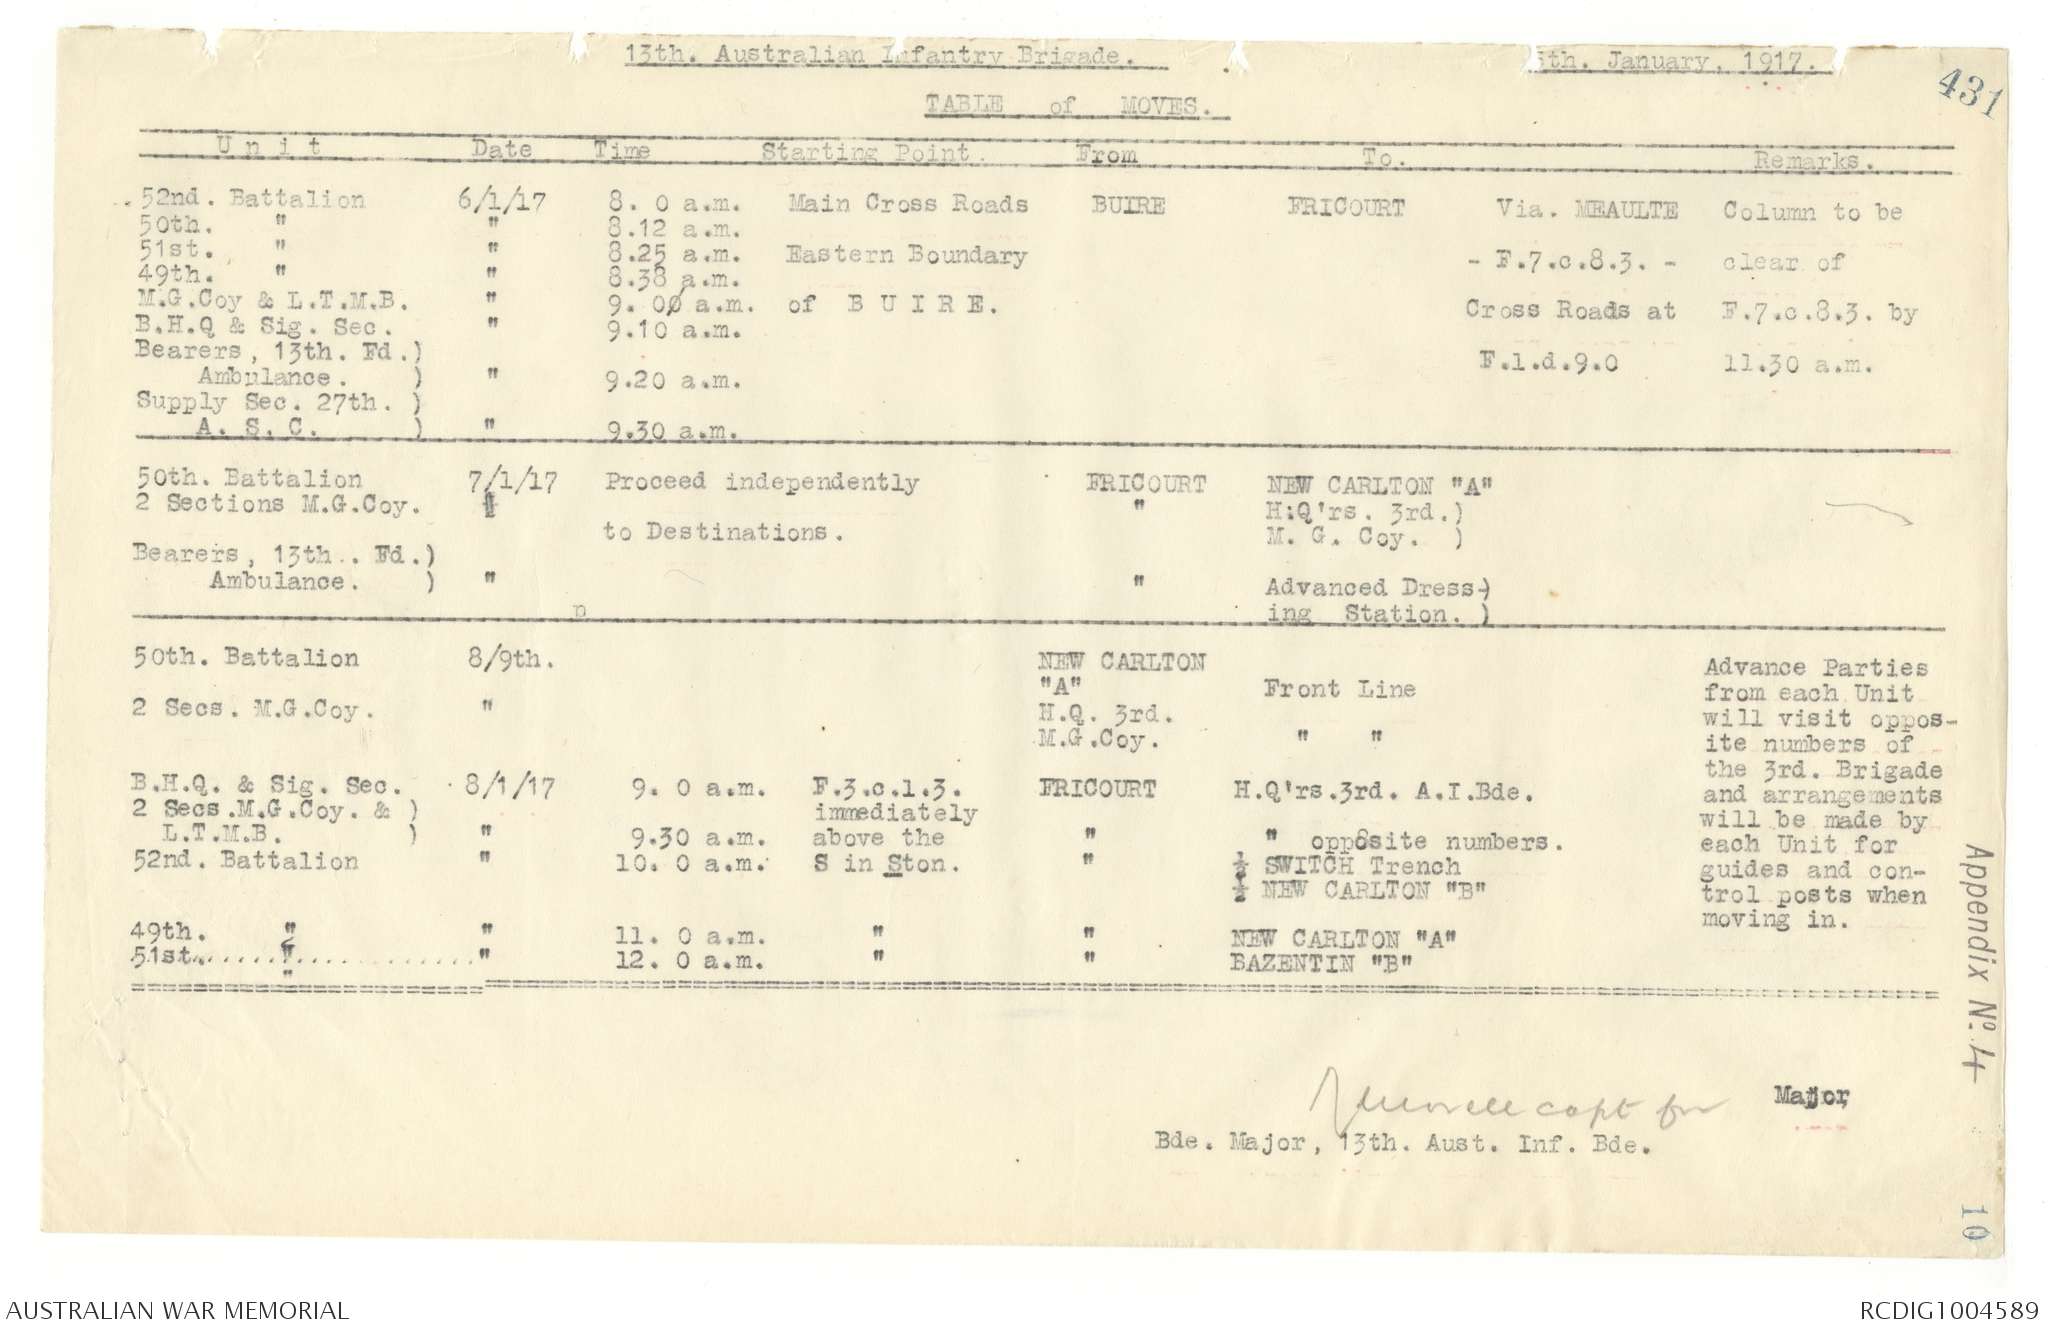 13th. Australian Infantry Brigade. 5th. January, 1917.
431
TABLE of MOVES.
Unit Date Time Starting Point. From To. Remarks.
52nd. Battalion 6/1/17 8. 0 a.m. Main Cross Roads BUIRE FRICOURT Via. MEAULTE Column to be
50th. " " 8.12 a.m.
51st. " " 8.25 a.m. Eastern Boundary - F.7.c.8.3. - clear of
49th. " " 8.38 a.m.
M.G.Coy & L.T.M.B. " 9. 00 a.m. of B U I R E. Cross Roads at F.7.c.8.3. by
B.H.Q & Sig. Sec. " 9.10 a.m.
Bearers, 13th. Fd.) F.1.d.9.0 11.30 a.m.
Ambulance. ) " 9.20 a.m.
Supply Sec. 27th. )
A. S. C. ) " 9.30 a.m.
50th. Battalion 7/1/17 Proceed independently FRICOURT NEW CARLTON "A"
2 Sections M.G.Coy. " " H.Q'rs. 3rd.)
to Destinations. M. G. Coy. )
Bearers, 13th. Fd.)
Ambulance. ) " " Advanced Dress-)
p ing Station. )
50th. Battalion 8/9th. NEW CARLTON Advance Parties
"A" Front Line from each Unit
2 Secs. M.G.Coy. " H.Q. 3rd. will visit oppos-
M.G.Coy. " " ite numbers of
the 3rd. Brigade
B.H.Q. & Sig. Sec. 8/1/17 9. 0 a.m. F.3.c.1.3. FRICOURT H.Q'rs.3rd. A.I.Bde. and arrangements
2 Secs.M.G.Coy. & ) immediately will be made by
L.T.M.B. ) " 9.30 a.m. above the " " opposite numbers. each Unit for
52nd. Battalion " 10. 0 a.m. S in Ston. " ½ SWITCH Trench guides and con-
½ NEW CARLTON "B" trol posts when
moving in.
49th. " " 11. 0 a.m. " " NEW CARLTON "A"
51st. " " 12. 0 a.m. " " BAZENTIN "B"
"
Appendix No. 4
capt for Major,
Bde. Major, 13th. Aust. Inf. Bde.
10
AUSTRALIAN WAR MEMORIAL RCDIG1004589